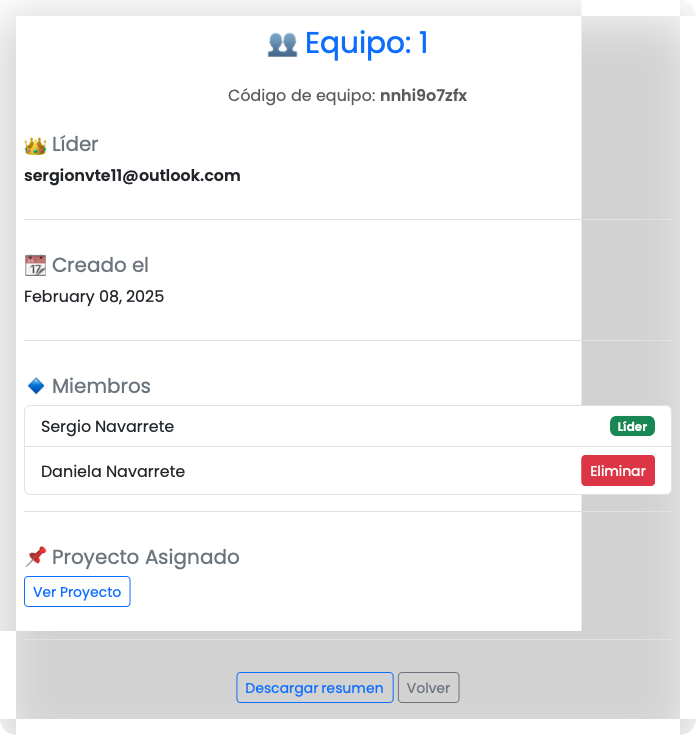 Equipo: 1
Código de equipo: nnhi9o7zfx
Líder
sergionvte11@outlook.com
Creado el
February 08, 2025
Miembros
Sergio Navarrete Líder
Daniela Navarrete Eliminar
Proyecto Asignado
Ver Proyecto
Descargar resumen Volver